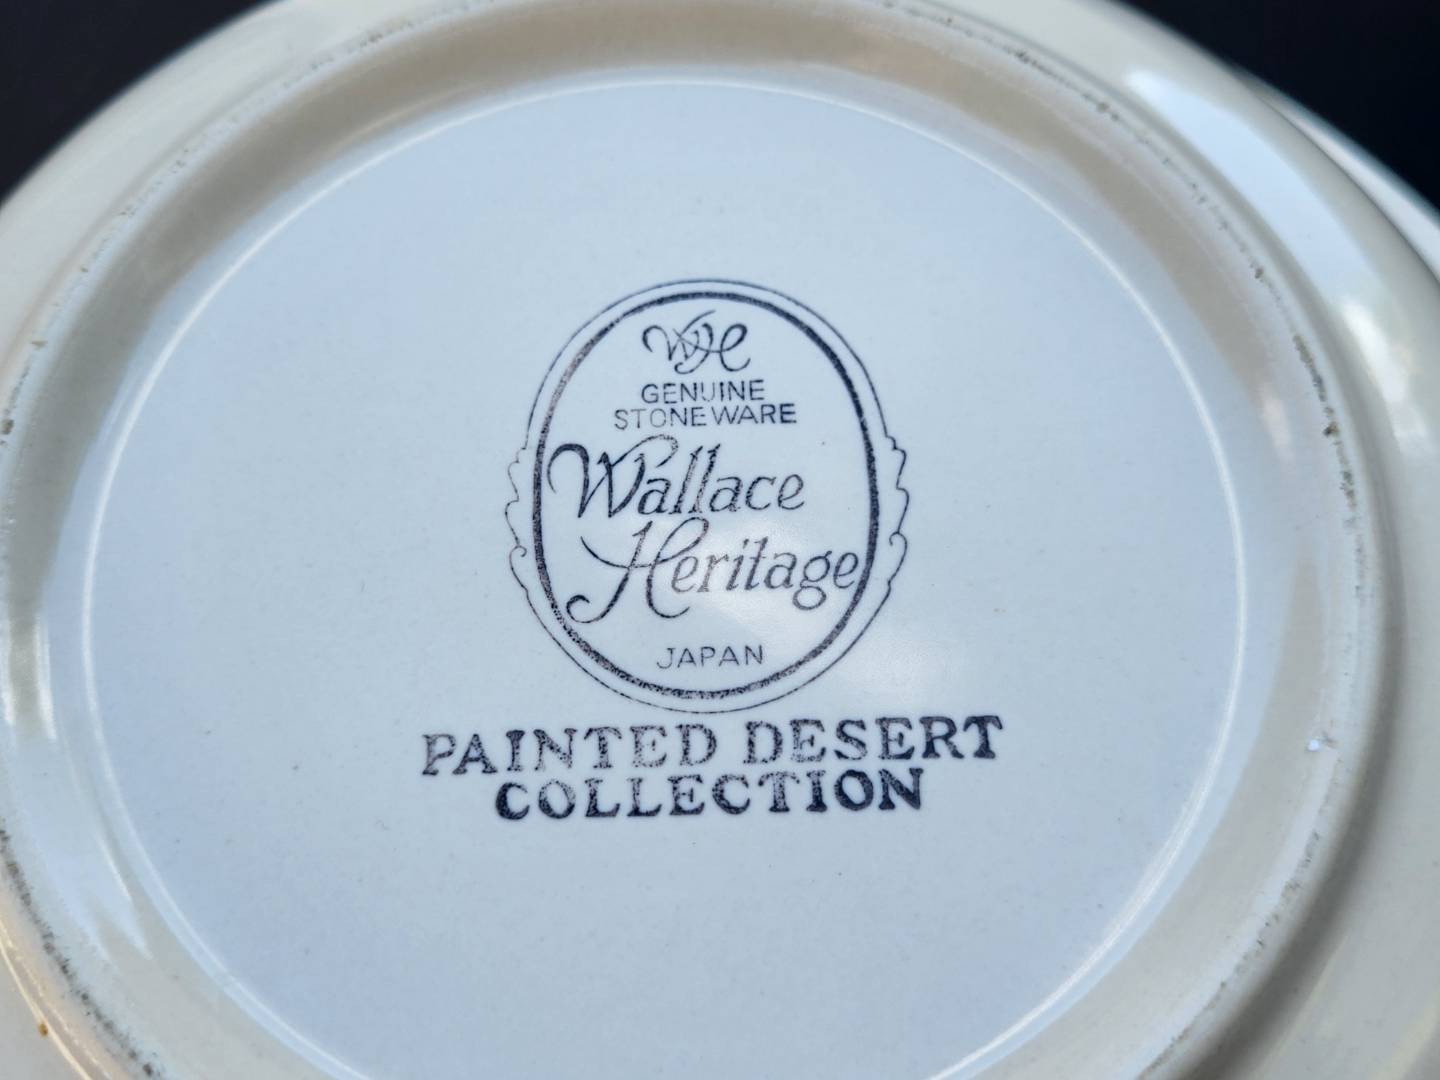 WH
GENUINE
STONEWARE
Wallace
Heritage
JAPAN
PAINTED DESERT
COLLECTION